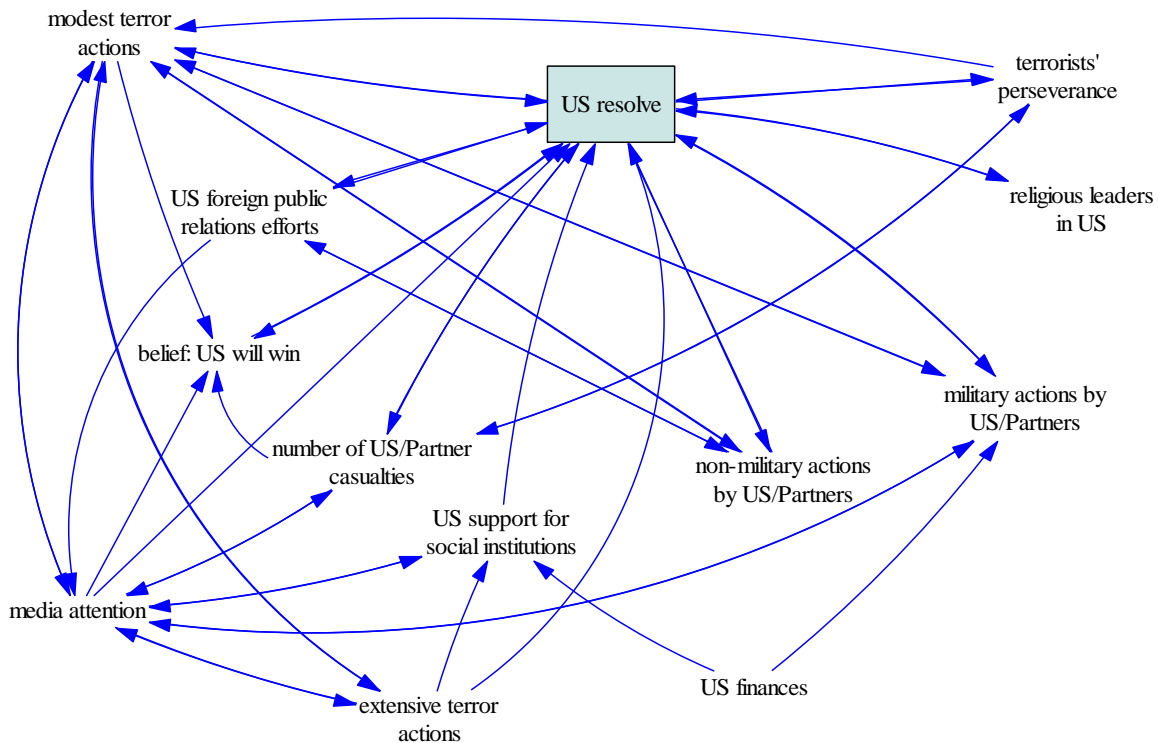 modest terror
actions
US resolve
terrorists'
perseverance
US foreign public
relations efforts
religious leaders
in US
belief: US will win
military actions by
US/Partners
number of US/Partner
casualties
non-military actions
by US/Partners
US support for
social institutions
media attention
US finances
extensive terror
actions